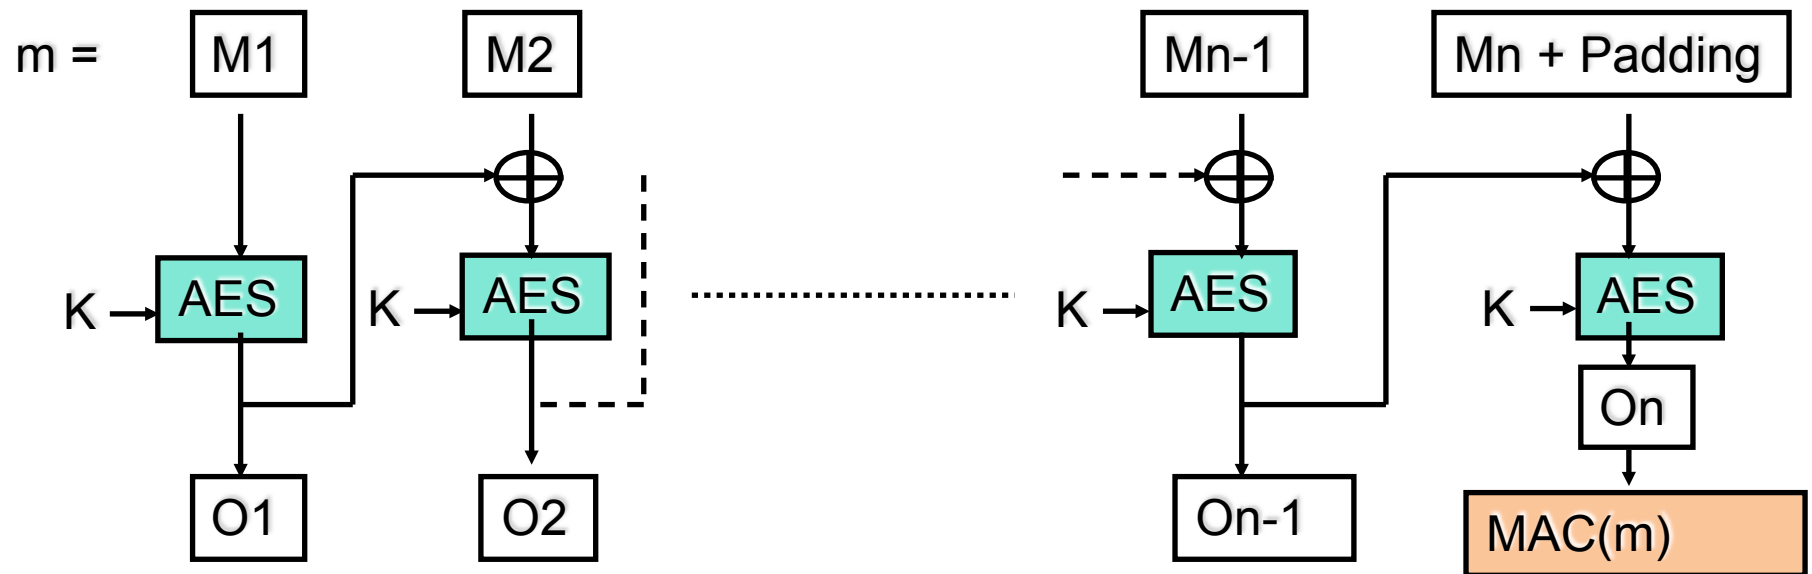 m = M1 M2 Mn-1 Mn + Padding
K AES K AES K AES K AES
On
O1 O2 On-1 MAC(m)